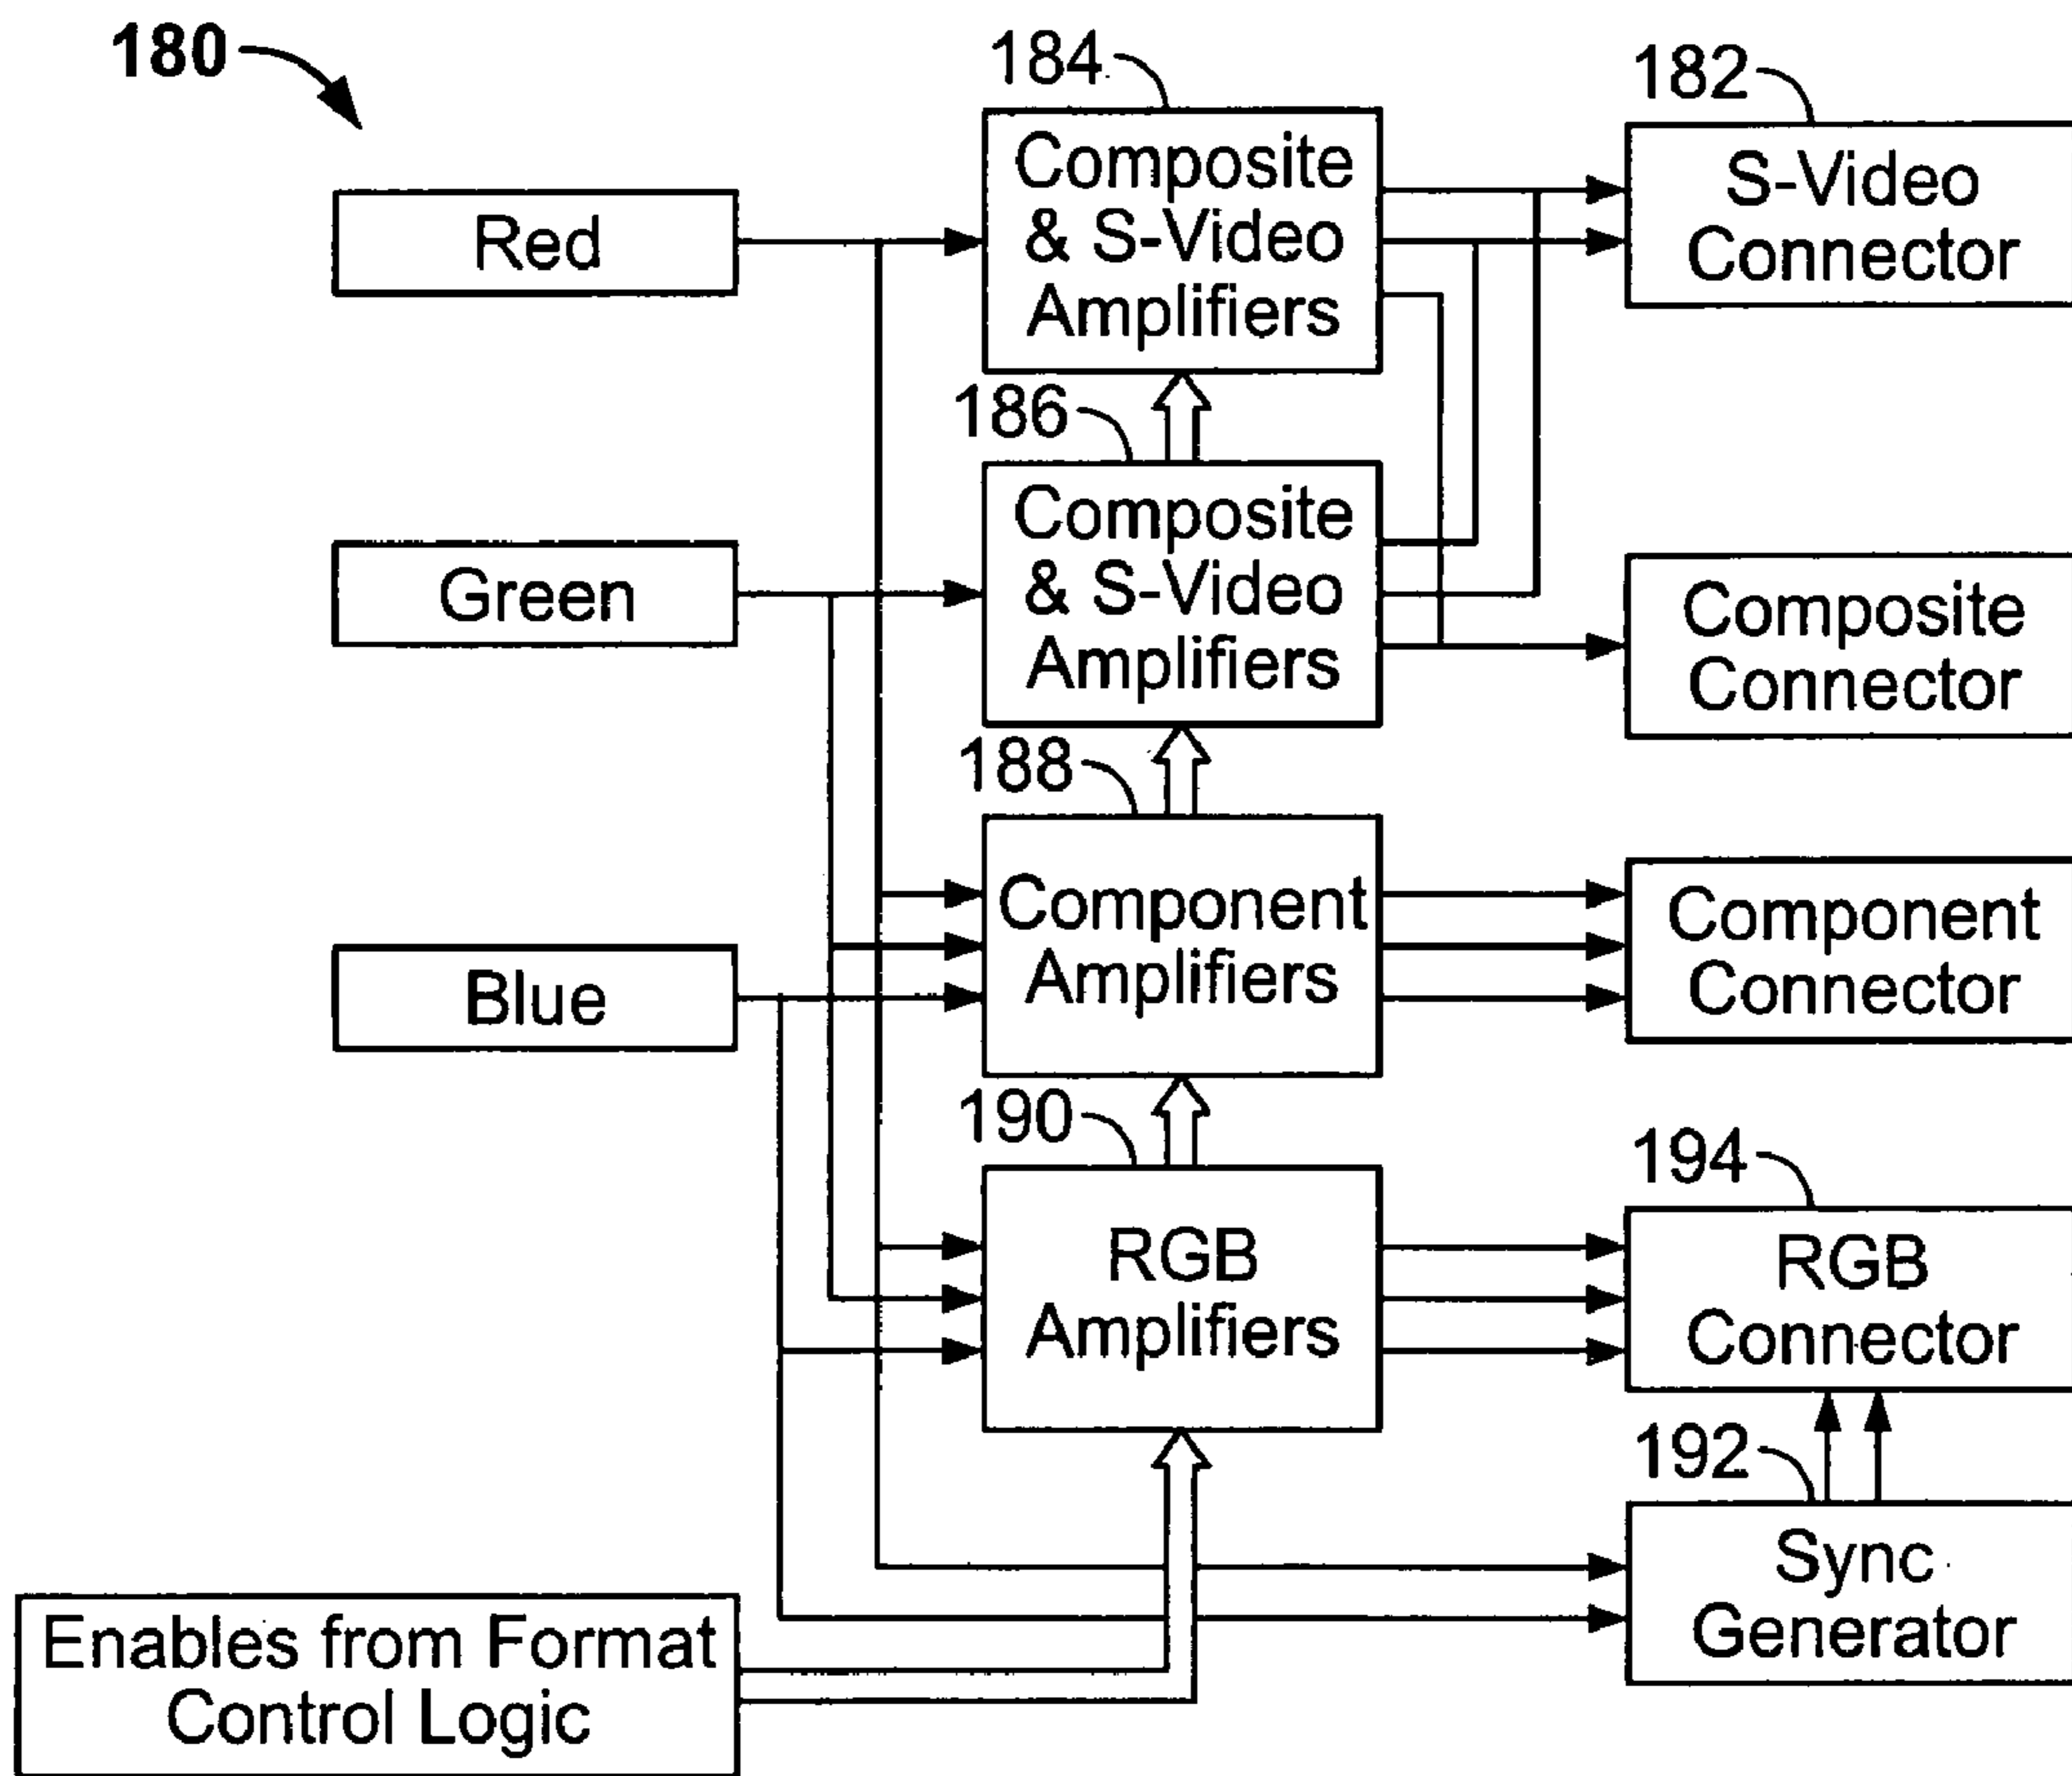 180
184
182
Red
Composite
& S-Video
Amplifiers
S-Video
Connector
186
Green
Composite
& S-Video
Amplifiers
Composite
Connector
188
Blue
Component
Amplifiers
Component
Connector
190
194
RGB
Amplifiers
RGB
Connector
192
Sync
Generator
Enables from Format
Control Logic